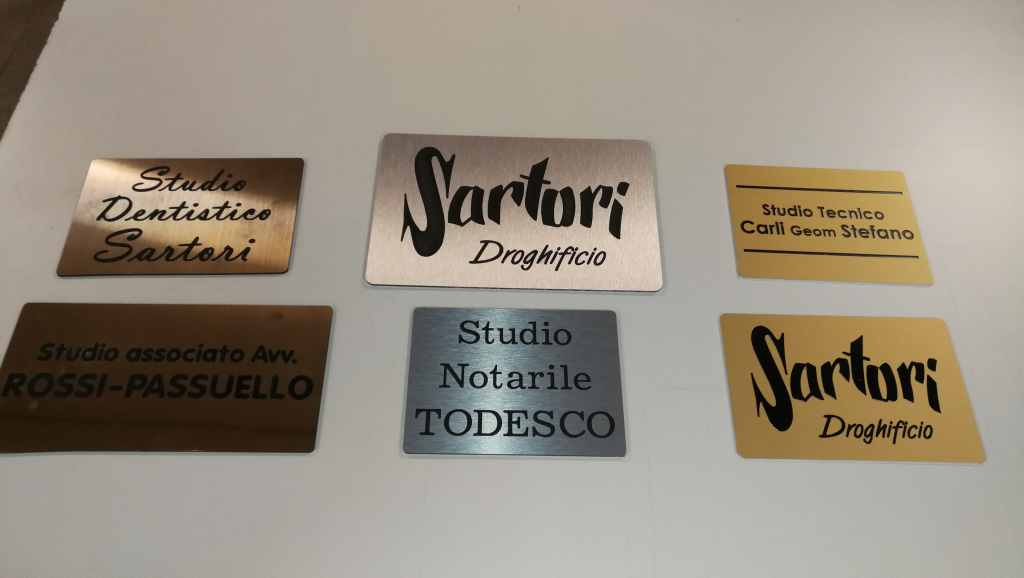 Studio
Dentistico
Sartori
Sartori
Droghificio
Studio Tecnico
Carli Geom Stefano
Studio associato Avv.
ROSSI-PASSUELLO
Studio
Notarile
TODESCO
Sartori
Droghificio